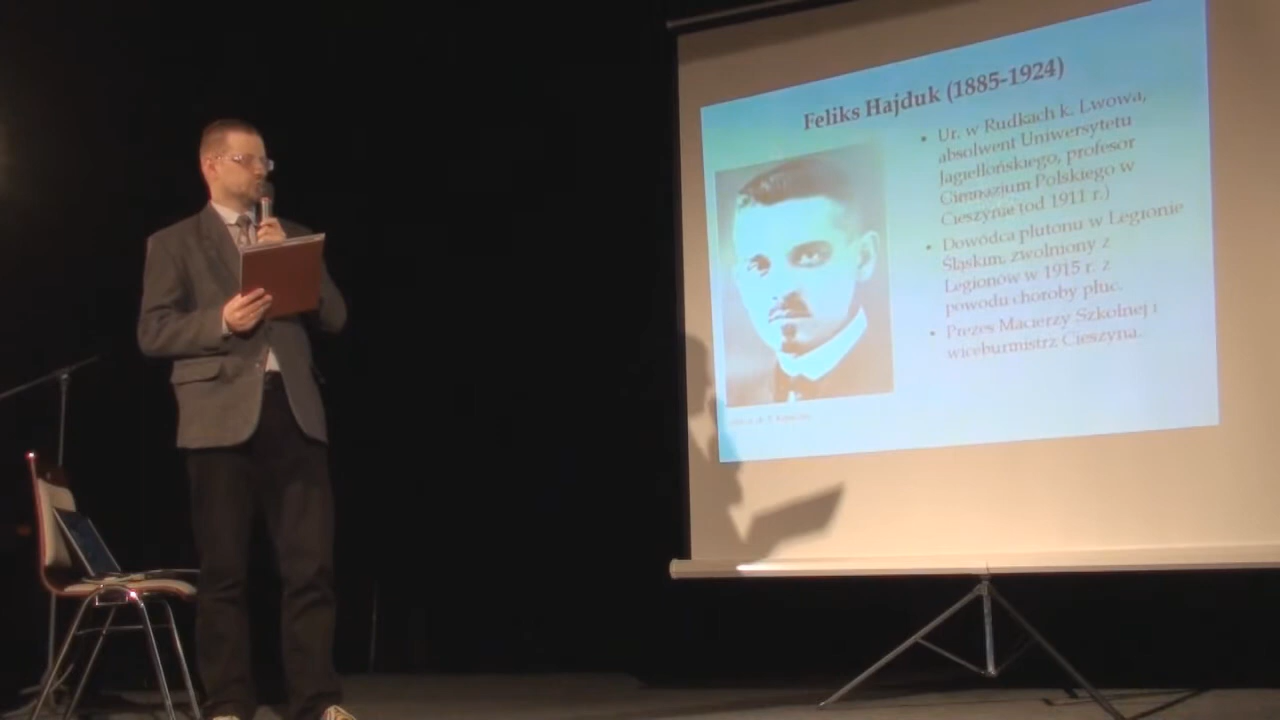 Feliks Hajduk (1885-1924)
• Ur. w Rudkach k. Lwowa,
absolwent Uniwersytetu
Jagiellońskiego, profesor
Gimnazjum Polskiego w
Cieszynie (od 1911 r.)
• Dowódca plutonu w Legionie
Śląskim, zwolniony z
Legionów w 1915 r. z
powodu choroby płuc.
• Prezes Macierzy Szkolnej i
wiceburmistrz Cieszyna.